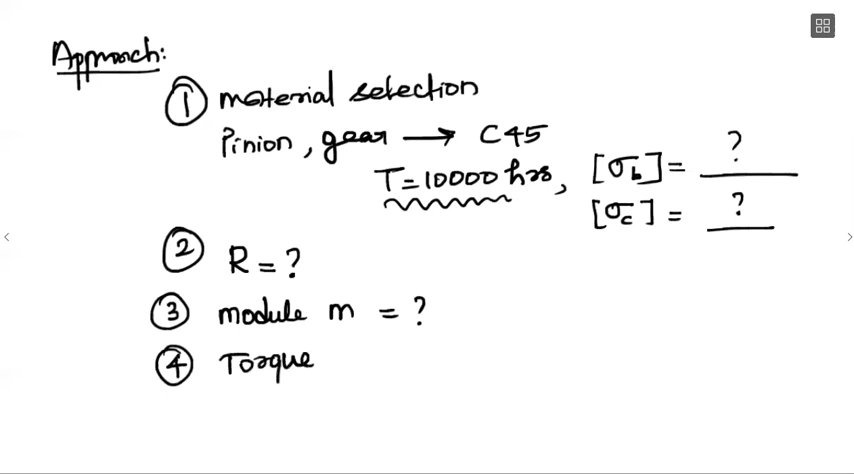 Approach:
① material selection
Pinion, gear → C45
T=10000 hrs, [σb] = ?
[σc] = ?
② R = ?
③ module m = ?
④ Torque